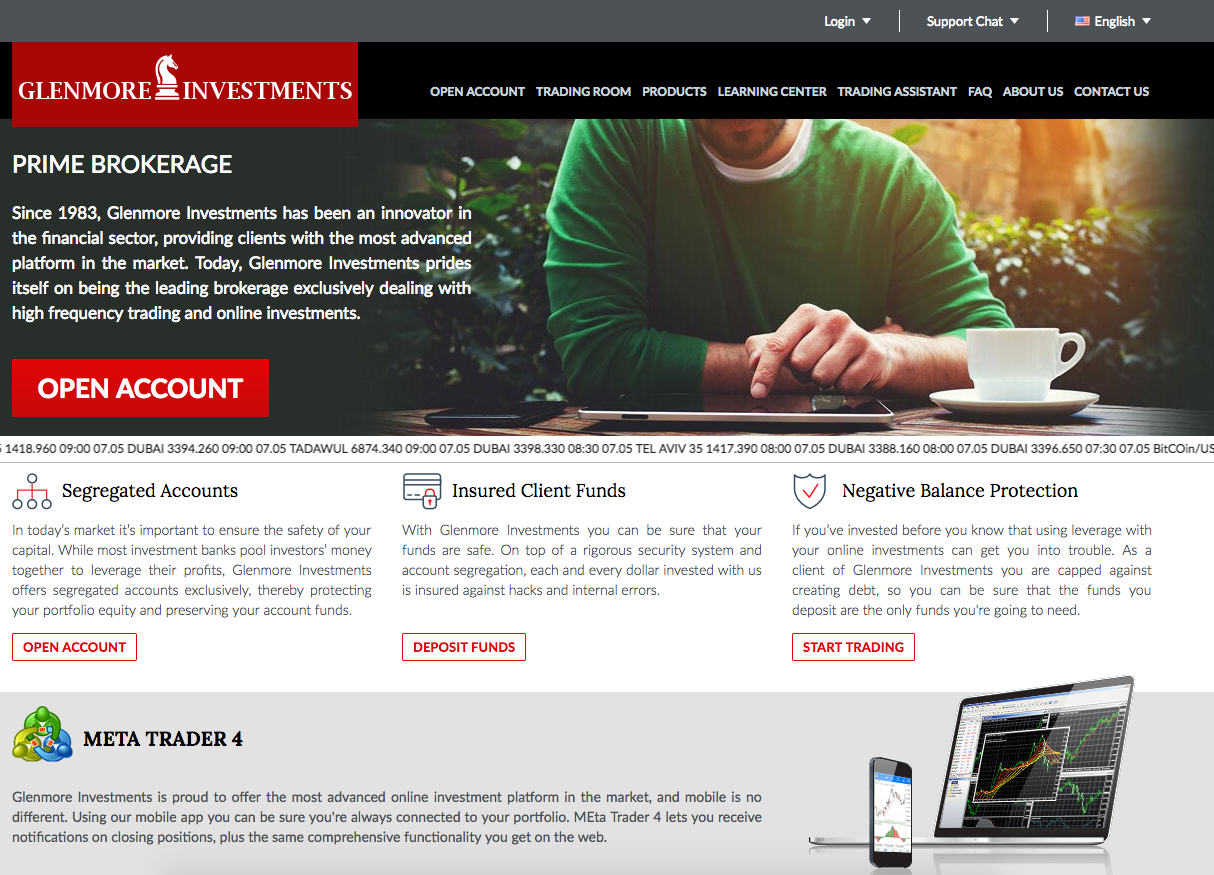 Login
Support Chat
English
GLENMORE INVESTMENTS
OPEN ACCOUNT TRADING ROOM PRODUCTS LEARNING CENTER TRADING ASSISTANT FAQ ABOUT US CONTACT US
PRIME BROKERAGE
Since 1983, Glenmore Investments has been an innovator in
the financial sector, providing clients with the most advanced
platform in the market. Today, Glenmore Investments prides
itself on being the leading brokerage exclusively dealing with
high frequency trading and online investments.
OPEN ACCOUNT
5 1418.960 09:00 07.05 DUBAI 3394.260 09:00 07.05 TADAWUL 6874.340 09:00 07.05 DUBAI 3398.330 08:30 07.05 TEL AVIV 35 1417.390 08:00 07.05 DUBAI 3388.160 08:00 07.05 DUBAI 3396.650 07:30 07.05 BitCOin/US
Segregated Accounts
In today's market it's important to ensure the safety of your
capital. While most investment banks pool investors' money
together to leverage their profits, Glenmore Investments
offers segregated accounts exclusively, thereby protecting
your portfolio equity and preserving your account funds.
OPEN ACCOUNT
Insured Client Funds
With Glenmore Investments you can be sure that your
funds are safe. On top of a rigorous security system and
account segregation, each and every dollar invested with us
is insured against hacks and internal errors.
DEPOSIT FUNDS
Negative Balance Protection
If you've invested before you know that using leverage with
your online investments can get you into trouble. As a
client of Glenmore Investments you are capped against
creating debt, so you can be sure that the funds you
deposit are the only funds you're going to need.
START TRADING
META TRADER 4
Glenmore Investments is proud to offer the most advanced online investment platform in the market, and mobile is no
different. Using our mobile app you can be sure you're always connected to your portfolio. MEta Trader 4 lets you receive
notifications on closing positions, plus the same comprehensive functionality you get on the web.